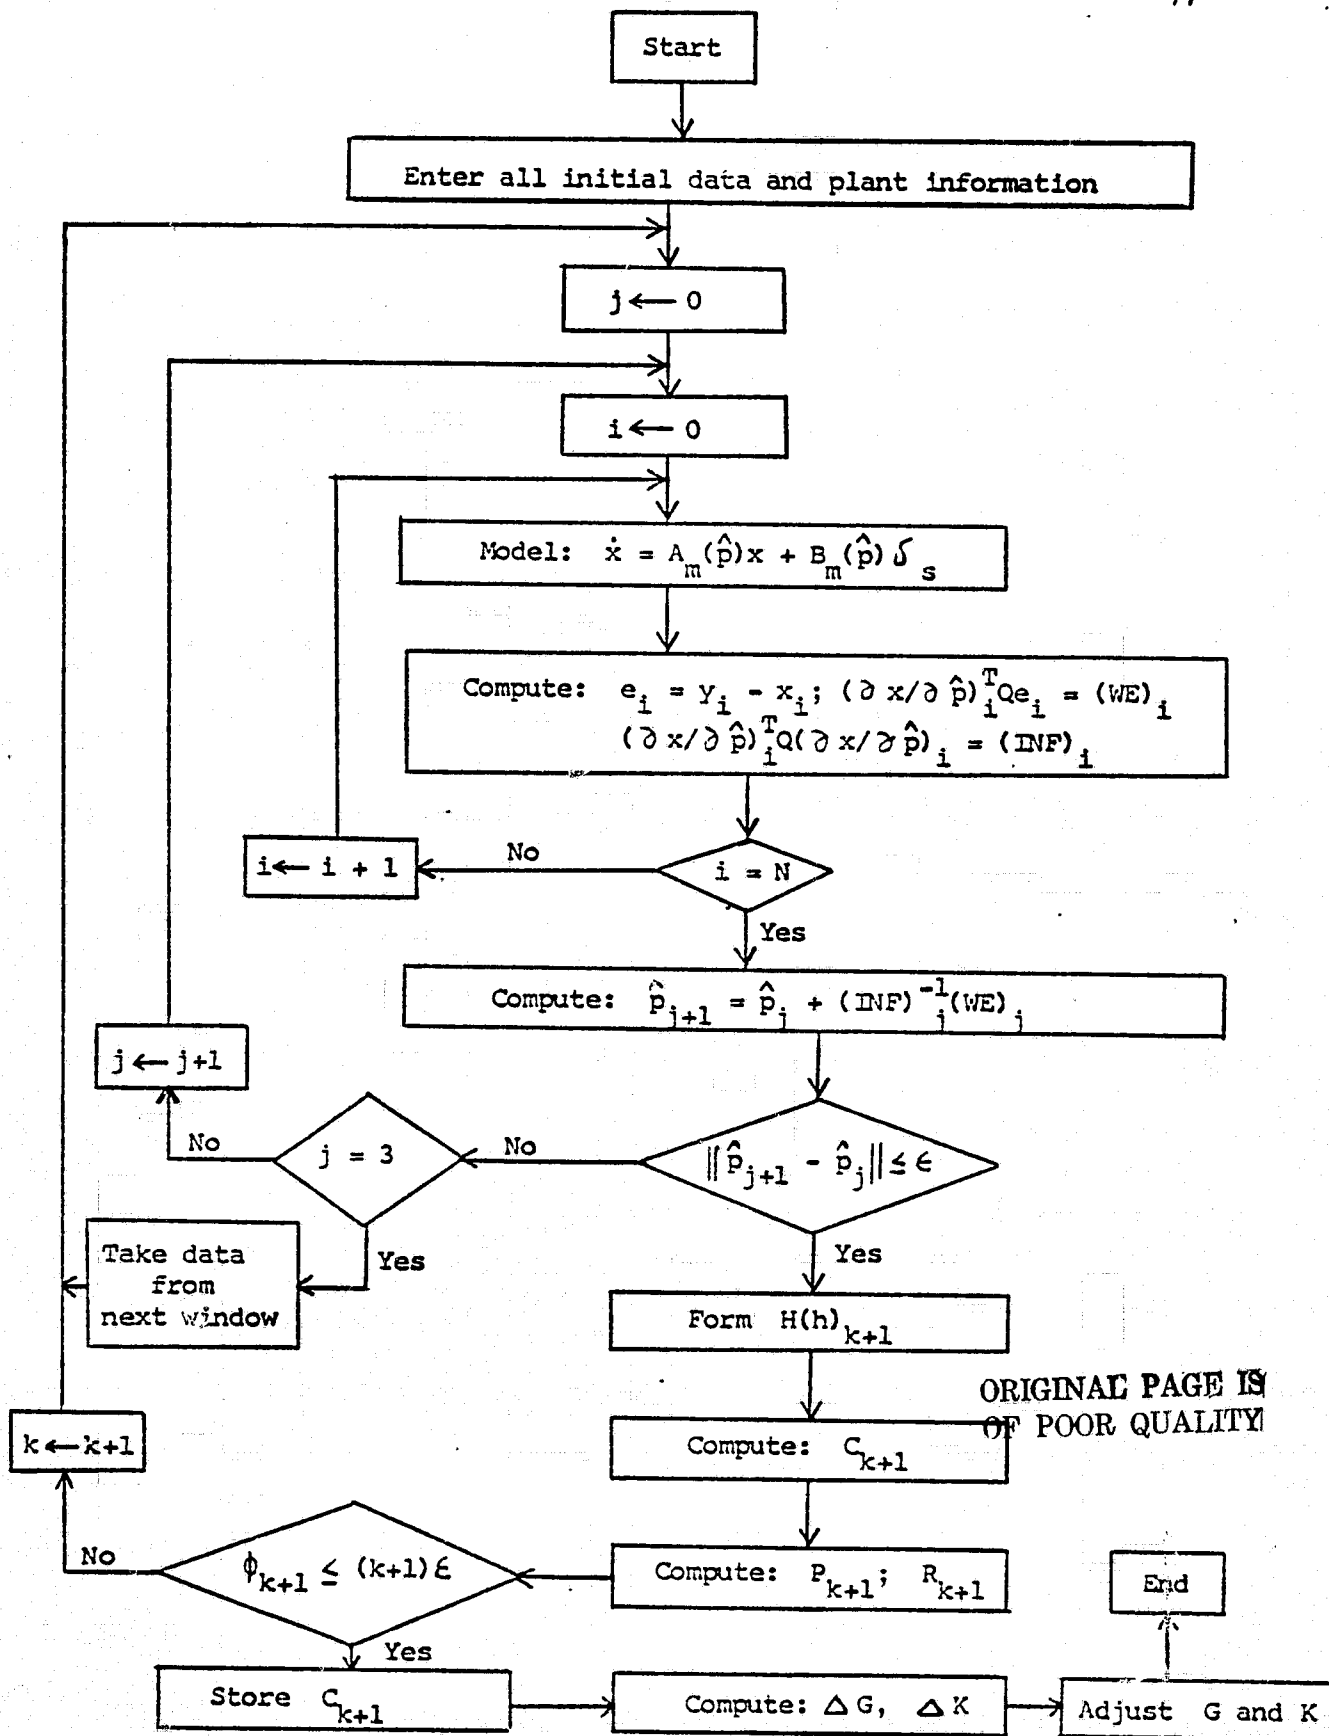 Start
Enter all initial data and plant information
j ← 0
i ← 0
Model: ẋ = A_m(p̂)x + B_m(p̂) δ_s
Compute: e_i = y_i - x_i; (∂x/∂p̂)_i^T Qe_i = (WE)_i
(∂x/∂p̂)_i^T Q(∂x/∂p̂)_i = (INF)_i
i ← i + 1
No
i = N
Yes
Compute: p̂_{j+1} = p̂_j + (INF)_j^{-1}(WE)_j
j ← j+1
No
j = 3
No
||p̂_{j+1} - p̂_j|| ≤ ϵ
Take data
from
next window
Yes
Yes
Form H(h)_{k+1}
ORIGINAL PAGE IS
OF POOR QUALITY
k ← k+1
Compute: C_{k+1}
No
ϕ_{k+1} ≤ (k+1)ε
Compute: P_{k+1}; R_{k+1}
End
Yes
Store C_{k+1}
Compute: ΔG, ΔK
Adjust G and K